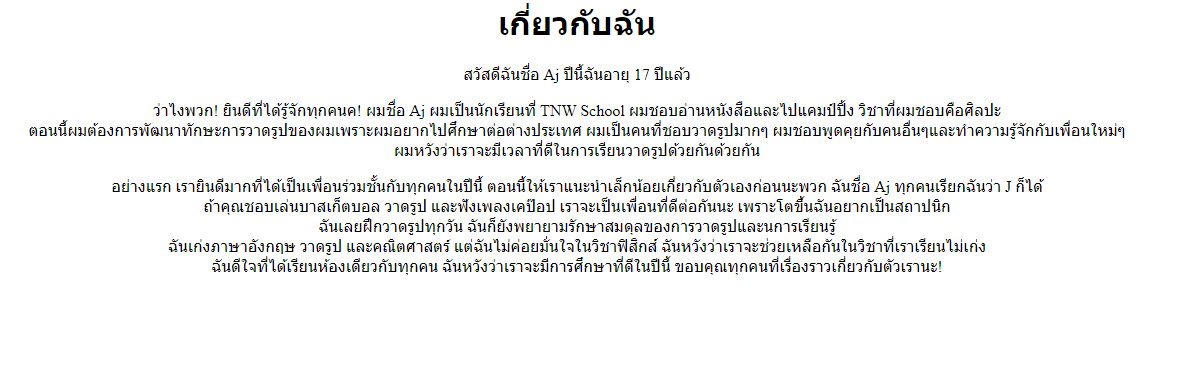 เกี่ยวกับฉัน
สวัสดีฉันชื่อ Aj ปีนี้ฉันอายุ 17 ปีแล้ว
ว่าไงพวก! ยินดีที่ได้รู้จักทุกคนค! ผมชื่อ Aj ผมเป็นนักเรียนที่ TNW School ผมชอบอ่านหนังสือและไปแคมป์ปิ้ง วิชาที่ผมชอบคือศิลปะ
ตอนนี้ผมต้องการพัฒนาทักษะการวาดรูปของผมเพราะผมอยากไปศึกษาต่อต่างประเทศ ผมเป็นคนที่ชอบวาดรูปมากๆ ผมชอบพูดคุยกับคนอื่นๆและทำความรู้จักกับเพื่อนใหม่ๆ
ผมหวังว่าเราจะมีเวลาที่ดีในการเรียนวาดรูปด้วยกันด้วยกัน
อย่างแรก เรายินดีมากที่ได้เป็นเพื่อนร่วมชั้นกับทุกคนในปีนี้ ตอนนี้ให้เราแนะนำเล็กน้อยเกี่ยวกับตัวเองก่อนนะพวก ฉันชื่อ Aj ทุกคนเรียกฉันว่า J ก็ได้
ถ้าคุณชอบเล่นบาสเก็ตบอล วาดรูป และฟังเพลงเคป๊อป เราจะเป็นเพื่อนที่ดีต่อกันนะ เพราะโตขึ้นฉันอยากเป็นสถาปนิก
ฉันเลยฝึกวาดรูปทุกวัน ฉันก็ยังพยายามรักษาสมดุลของการวาดรูปและนการเรียนรู้
ฉันเก่งภาษาอังกฤษ วาดรูป และคณิตศาสตร์ แต่ฉันไม่ค่อยมั่นใจในวิชาฟิสิกส์ ฉันหวังว่าเราจะช่วยเหลือกันในวิชาที่เราเรียนไม่เก่ง
ฉันดีใจที่ได้เรียนห้องเดียวกับทุกคน ฉันหวังว่าเราจะมีการศึกษาที่ดีในปีนี้ ขอบคุณทุกคนที่เรื่องราวเกี่ยวกับตัวเรานะ!